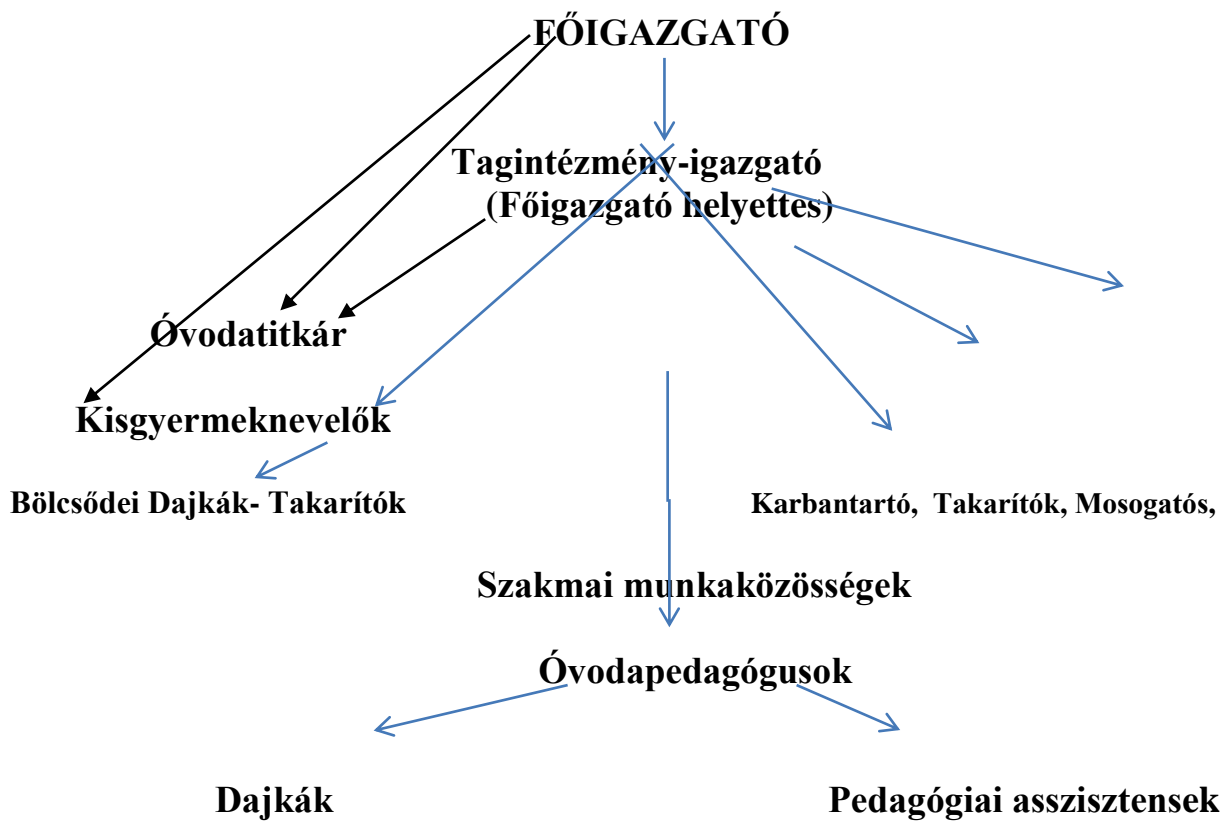 FŐIGAZGATÓ
Tagintézmény-igazgató
(Főigazgató helyettes)
Óvodatitkár
Kisgyermeknevelők
Bölcsődei Dajkák- Takarítók
Karbantartó, Takarítók, Mosogatós,
Szakmai munkaközösségek
Óvodapedagógusok
Dajkák
Pedagógiai asszisztensek